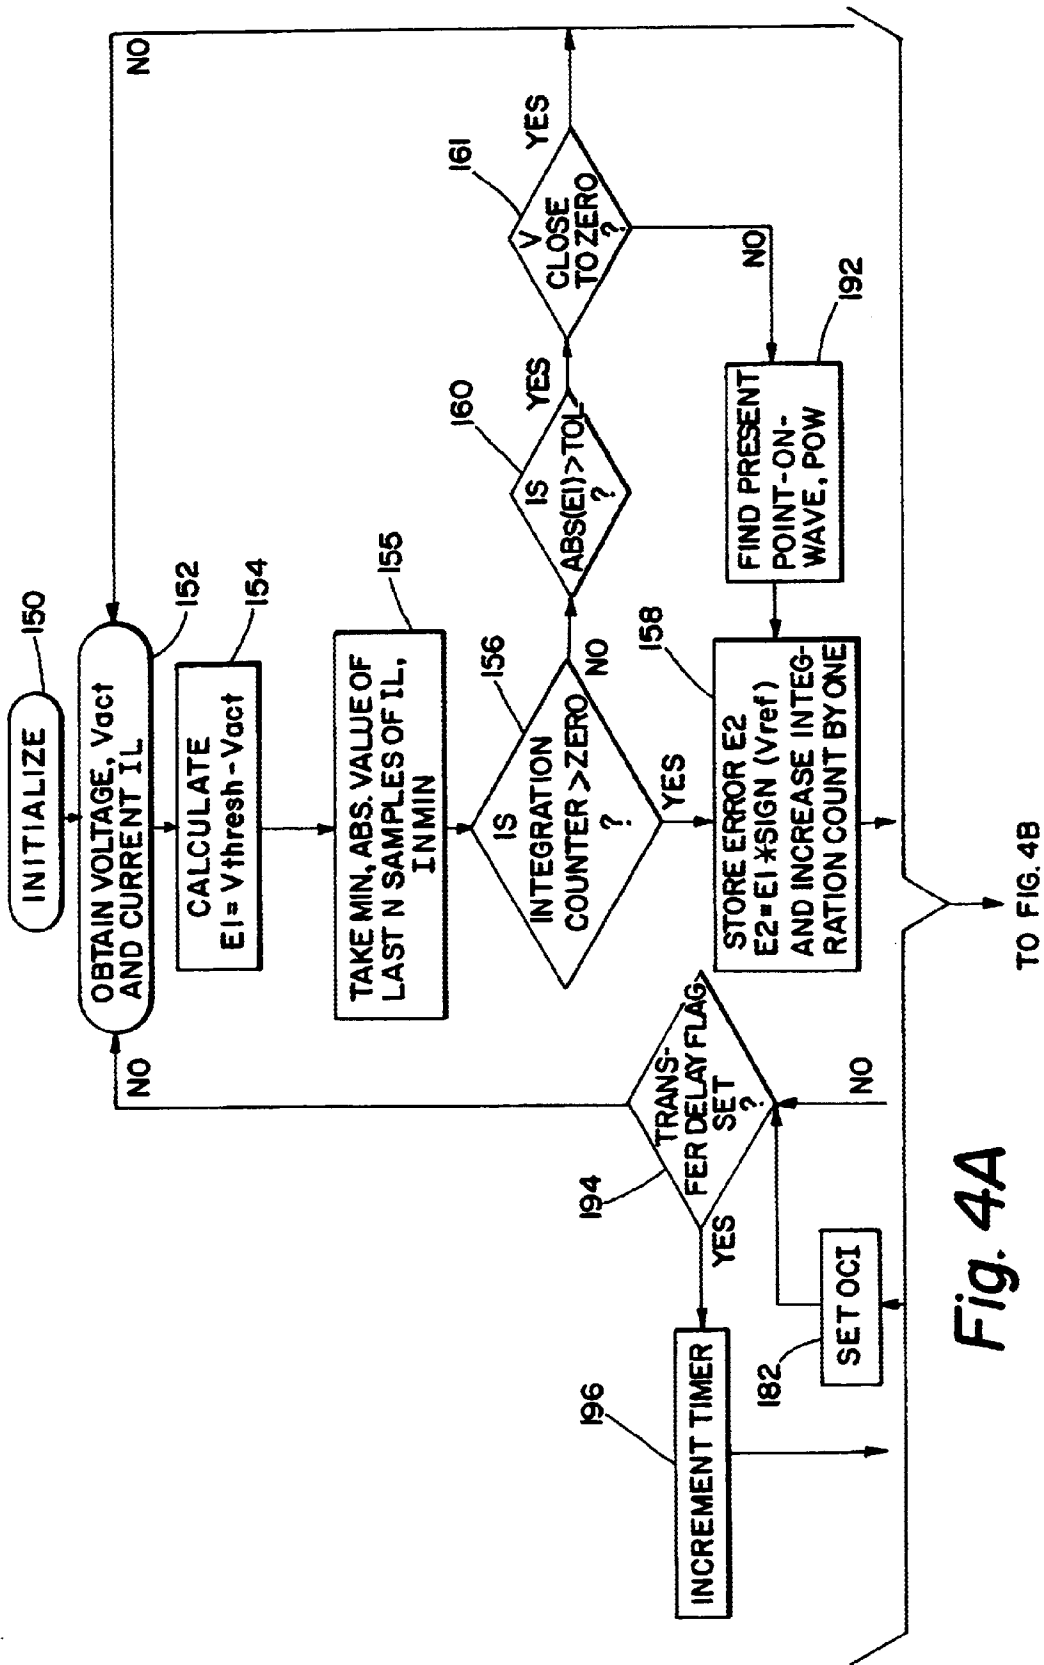 INITIALIZE
150
OBTAIN VOLTAGE, Vact
AND CURRENT IL
152
NO
NO
CALCULATE
E1=Vthresh-Vact
154
TAKE MIN, ABS. VALUE OF
LAST N SAMPLES OF IL,
INMIN
155
IS
INTEGRATION
COUNTER>ZERO
?
156
NO
YES
IS
ABS(E1)>TOL
?
160
YES
V
CLOSE
TO ZERO
?
161
YES
NO
FIND PRESENT
POINT-ON-
WAVE, POW
192
STORE ERROR E2
E2=E1*SIGN (Vref)
AND INCREASE INTEG-
RATION COUNT BY ONE
158
TRANS-
FER DELAY FLAG
SET
?
194
YES
NO
INCREMENT TIMER
196
SET OCI
182
TO FIG. 4B
Fig. 4A